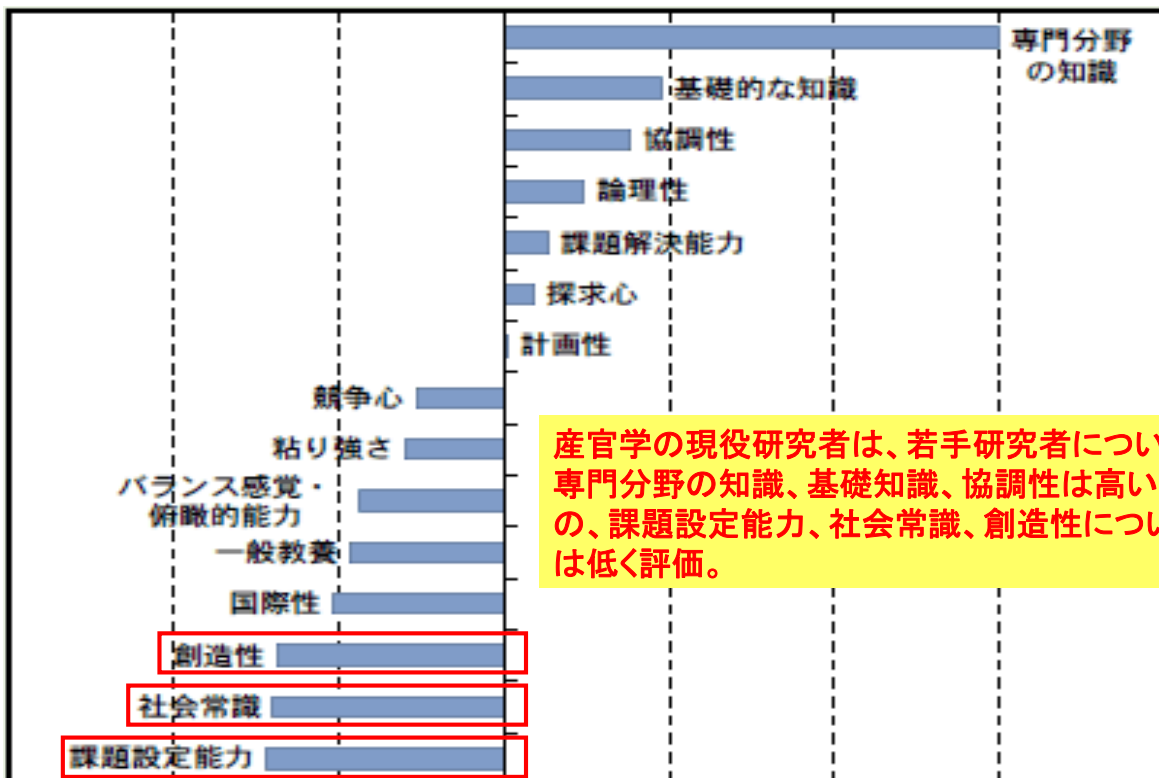 専門分野
の知識
基礎的な知識
協調性
論理性
課題解決能力
探求心
計画性
競争心
粘り強さ
バランス感覚・
俯瞰的能力
一般教養
国際性
創造性
社会常識
課題設定能力
産官学の現役研究者は、若手研究者につい
専門分野の知識、基礎知識、協調性は高い
の、課題設定能力、社会常識、創造性につい
は低く評価。